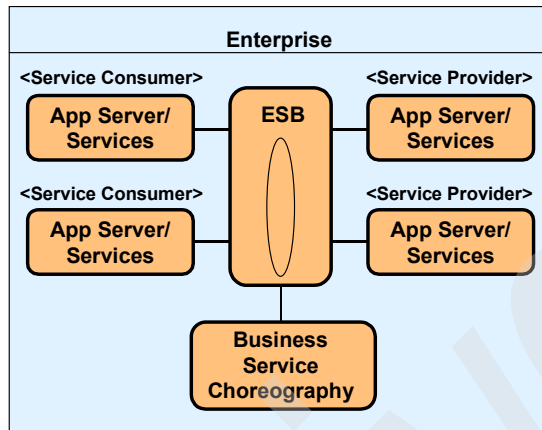 Enterprise
<Service Consumer>
<Service Provider>
App Server/
Services
ESB
App Server/
Services
<Service Consumer>
<Service Provider>
App Server/
Services
App Server/
Services
Business
Service
Choreography